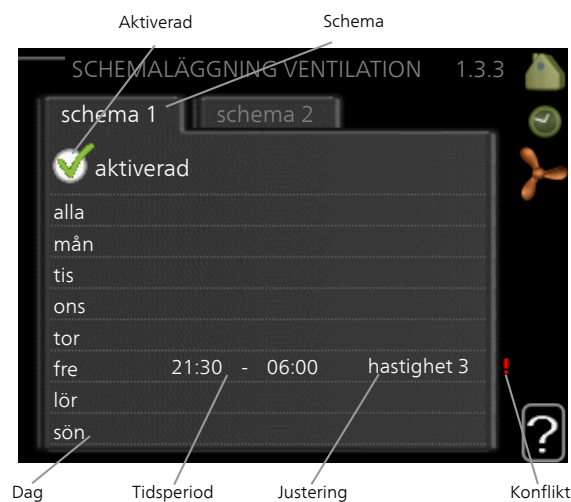 Aktiverad Schema
SCHEMALÄGGNING VENTILATION 1.3.3
schema 1 schema 2
aktiverad
alla
mån
tis
ons
tor
fre 21:30 - 06:00 hastighet 3 !
lör
sön
?
Dag Tidsperiod Justering Konflikt